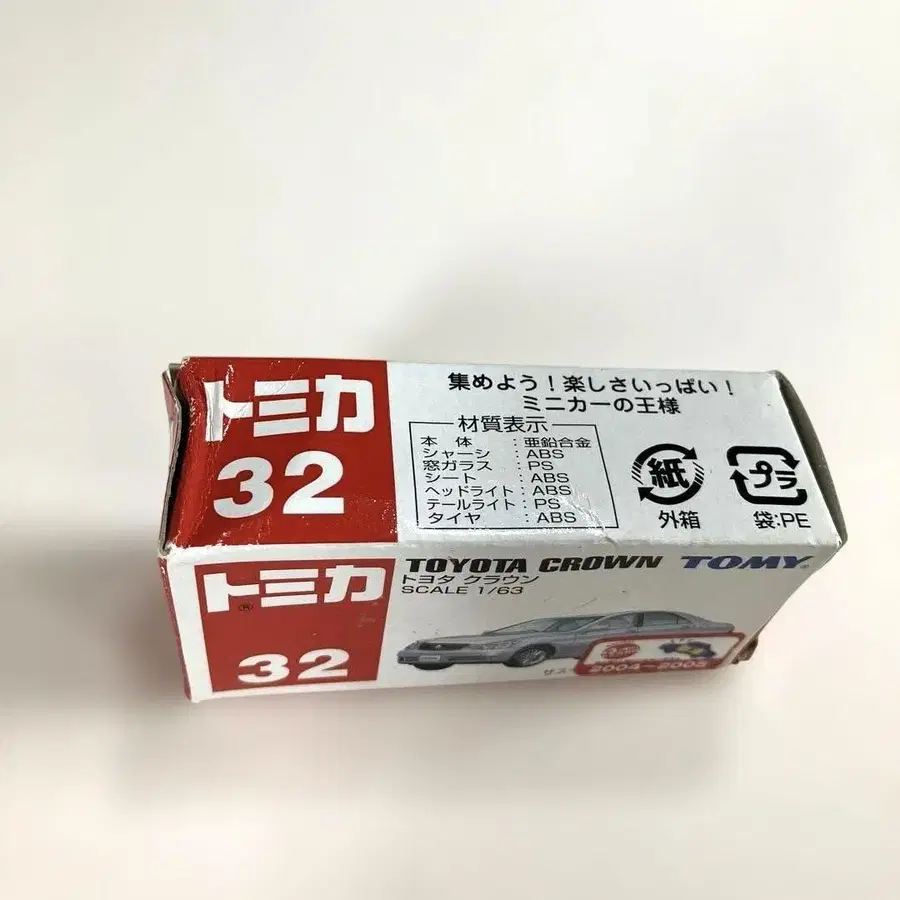 トミカ
32
集めよう！楽しさいっぱい！
ミニカーの王様
材質表示
本体：亜鉛合金
シャーシ：ABS
窓ガラス：PS
シート：ABS
ヘッドライト：ABS
テールライト：PS
タイヤ：ABS
紙
外箱
プラ
袋:PE
トミカ®
32
TOYOTA CROWN
トヨタ クラウン
SCALE 1/63
TOMY®
2004~2005